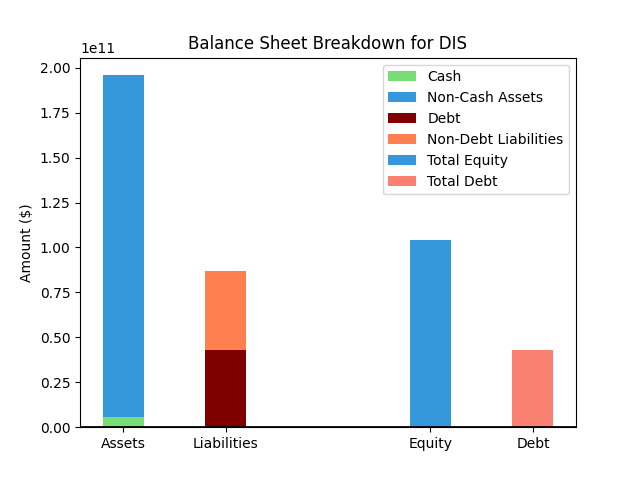 Balance Sheet Breakdown for DIS
1e11
2.00
1.75
1.50
1.25
1.00
0.75
0.50
0.25
0.00
Amount ($)
Cash
Non-Cash Assets
Debt
Non-Debt Liabilities
Total Equity
Total Debt
Assets
Liabilities
Equity
Debt